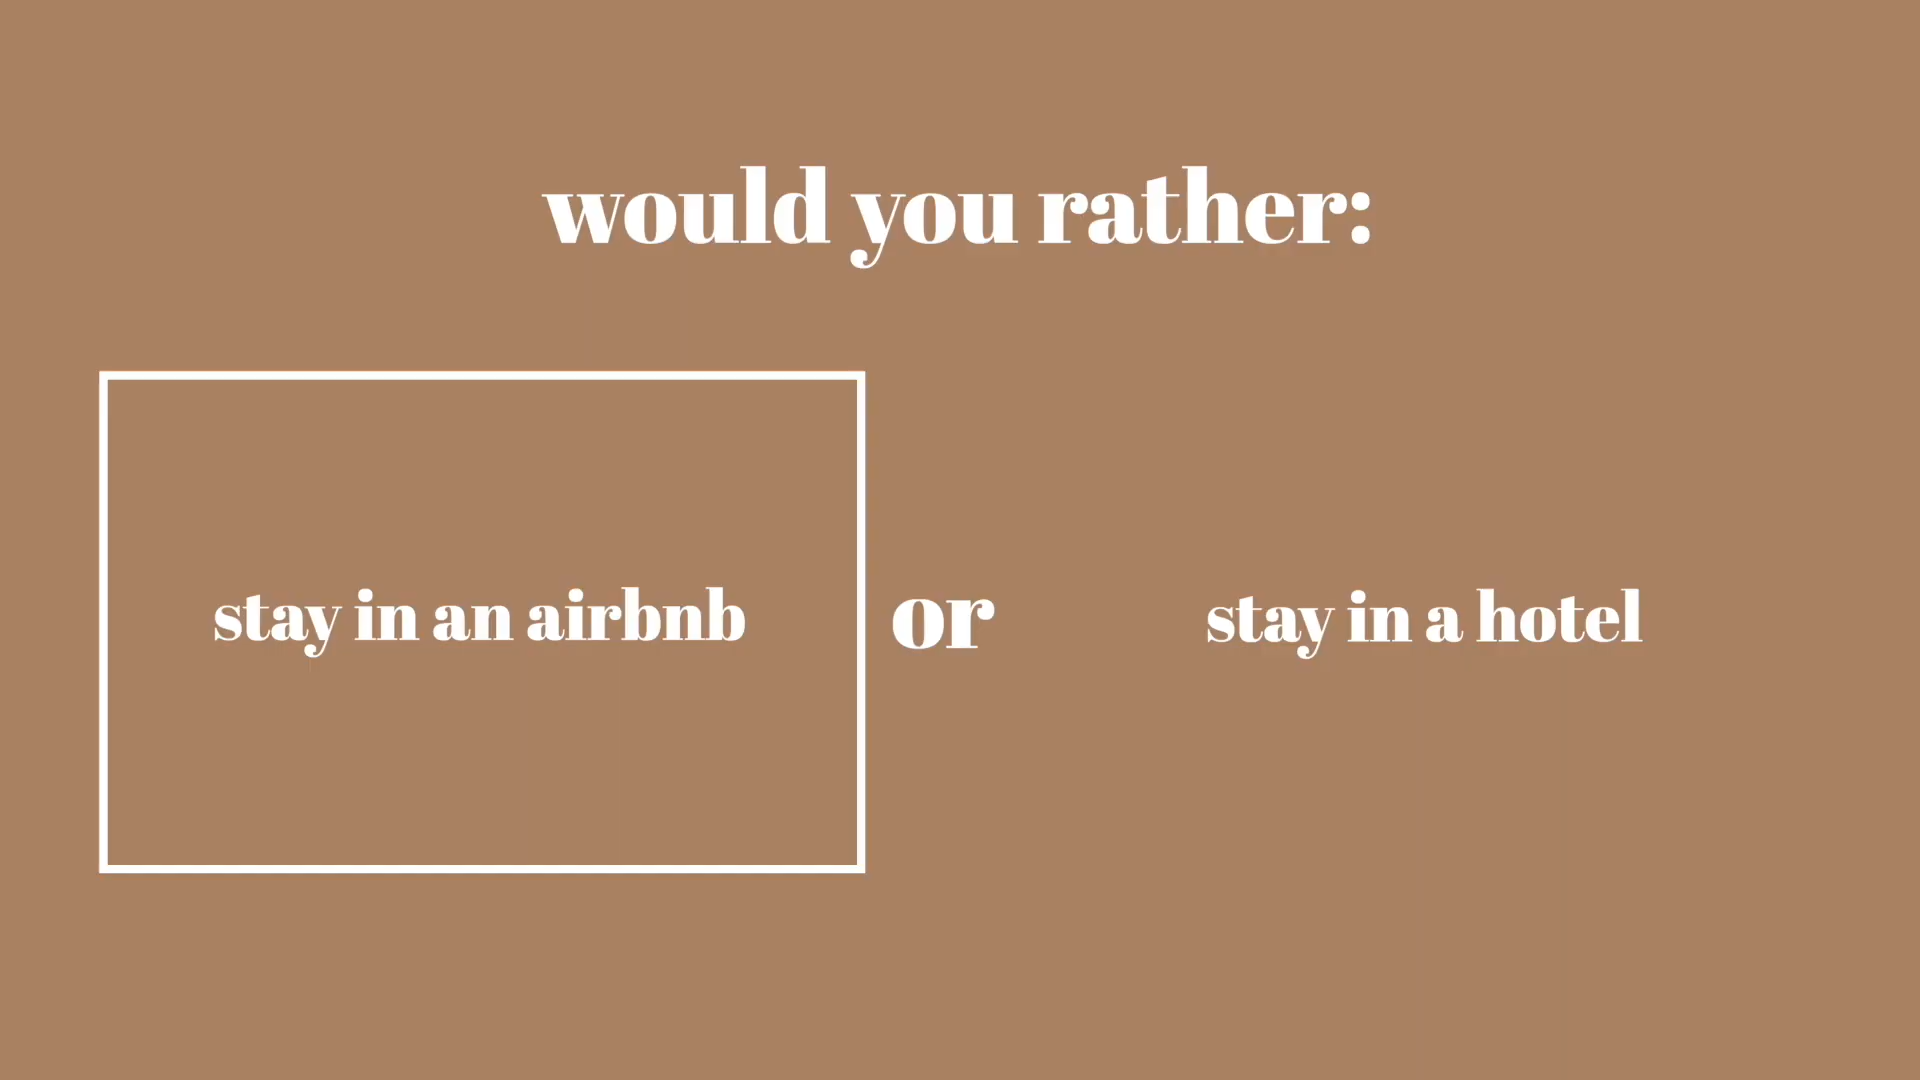 would you rather:
stay in an airbnb
or
stay in a hotel